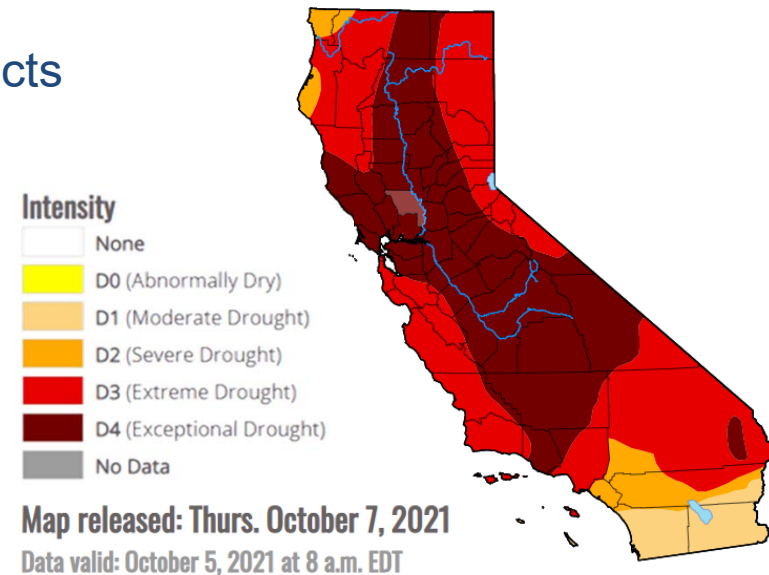 cts
Intensity
None
D0 (Abnormally Dry)
D1 (Moderate Drought)
D2 (Severe Drought)
D3 (Extreme Drought)
D4 (Exceptional Drought)
No Data
Map released: Thurs. October 7, 2021
Data valid: October 5, 2021 at 8 a.m. EDT